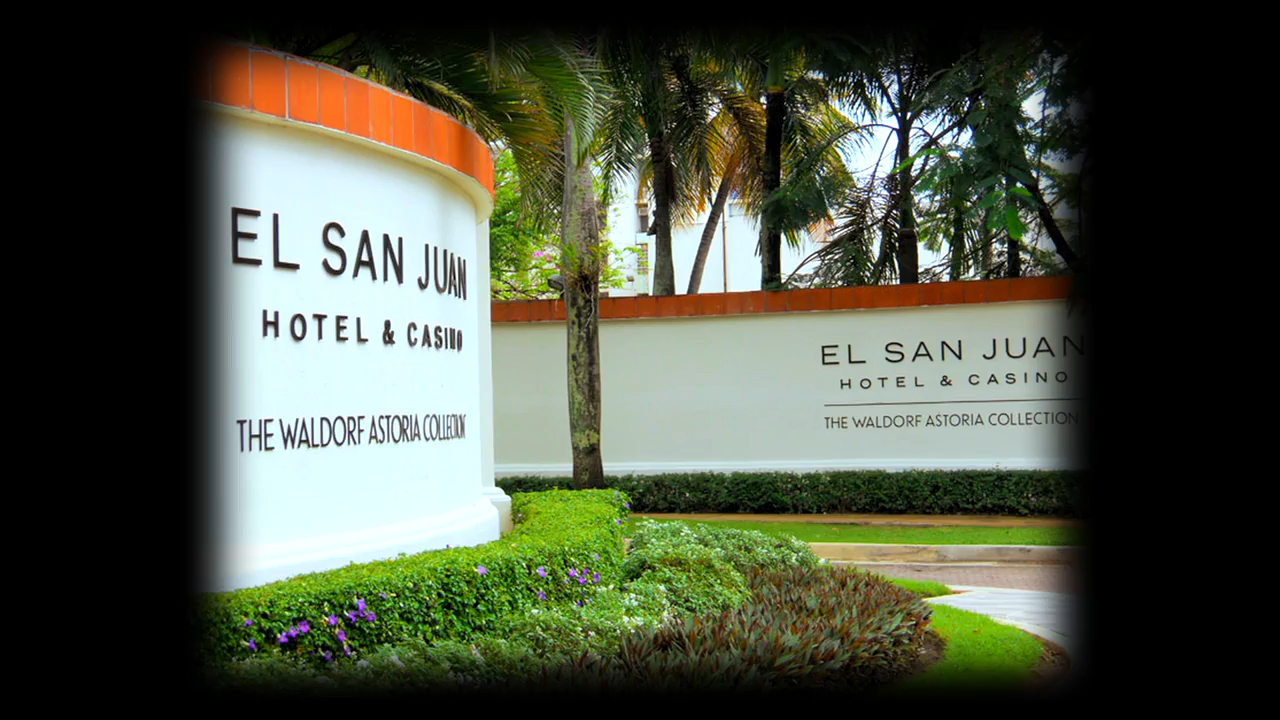 EL SAN JUAN
HOTEL & CASINO
THE WALDORF ASTORIA COLLECTION
EL SAN JUAN
HOTEL & CASINO
THE WALDORF ASTORIA COLLECTION